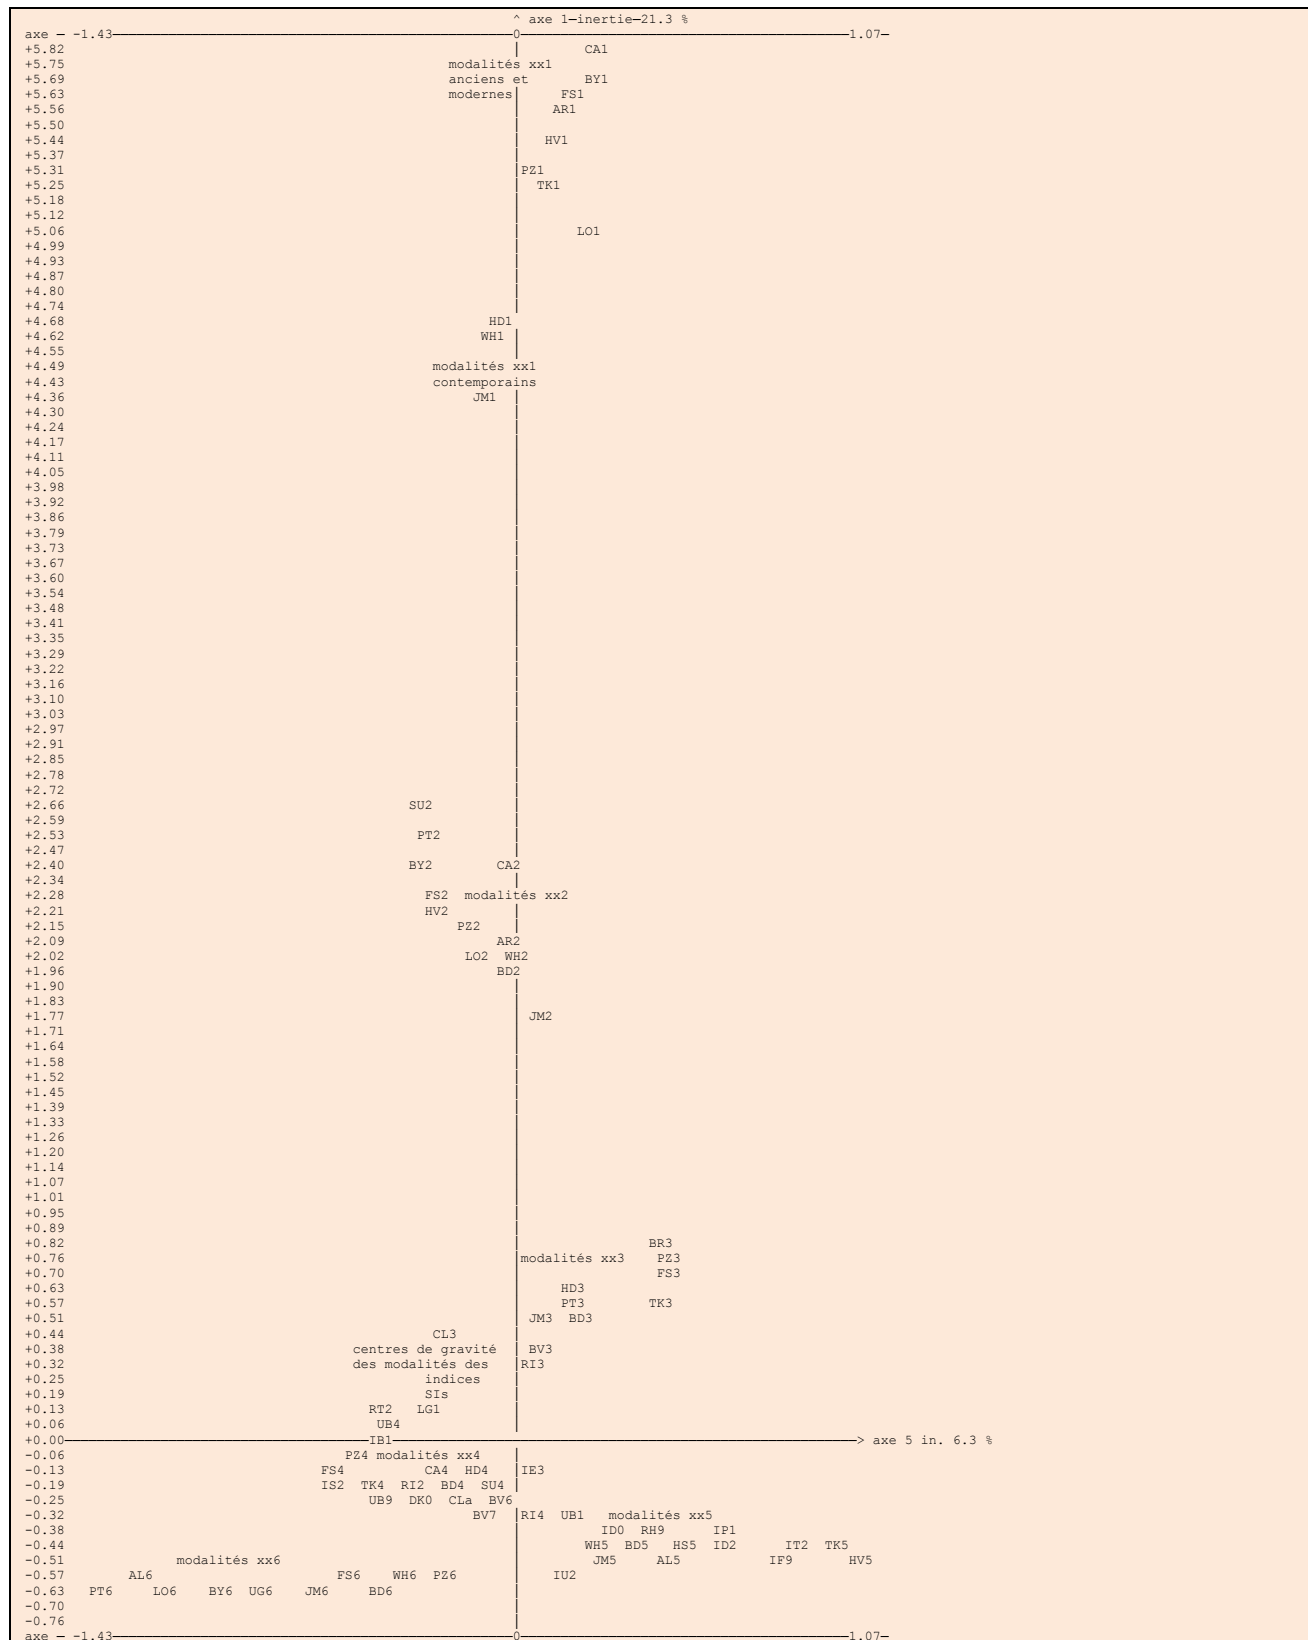 ^ axe 1—inertie—21.3 %
axe — -1.43 0 1.07—
+5.82 CA1
+5.75 modalités xx1
+5.69 anciens et BY1
+5.63 modernes FS1
+5.56 AR1
+5.50
+5.44 HV1
+5.37
+5.31 PZ1
+5.25 TK1
+5.18
+5.12
+5.06 LO1
+4.99
+4.93
+4.87
+4.80
+4.74
+4.68 HD1
+4.62 WH1
+4.55
+4.49 modalités xx1
+4.43 contemporains
+4.36 JM1
+4.30
+4.24
+4.17
+4.11
+4.05
+3.98
+3.92
+3.86
+3.79
+3.73
+3.67
+3.60
+3.54
+3.48
+3.41
+3.35
+3.29
+3.22
+3.16
+3.10
+3.03
+2.97
+2.91
+2.85
+2.78
+2.72
+2.66 SU2
+2.59
+2.53 PT2
+2.47
+2.40 BY2 CA2
+2.34
+2.28 FS2 modalités xx2
+2.21 HV2
+2.15 PZ2
+2.09 AR2
+2.02 LO2 WH2
+1.96 BD2
+1.90
+1.83
+1.77 JM2
+1.71
+1.64
+1.58
+1.52
+1.45
+1.39
+1.33
+1.26
+1.20
+1.14
+1.07
+1.01
+0.95
+0.89
+0.82 BR3
+0.76 modalités xx3 PZ3
+0.70 FS3
+0.63 HD3
+0.57 PT3 TK3
+0.51 JM3 BD3
+0.44 CL3
+0.38 centres de gravité BV3
+0.32 des modalités des RI3
+0.25 indices
+0.19 SIs
+0.13 RT2 LG1
+0.06 UB4
+0.00 IB1 > axe 5 in. 6.3 %
-0.06 PZ4 modalités xx4
-0.13 FS4 CA4 HD4 IE3
-0.19 IS2 TK4 RI2 BD4 SU4
-0.25 UB9 DK0 CLa BV6
-0.32 BV7 RI4 UB1 modalités xx5
-0.38 ID0 RH9 IP1
-0.44 WH5 BD5 HS5 ID2 IT2 TK5
-0.51 modalités xx6 JM5 AL5 IF9 HV5
-0.57 AL6 FS6 WH6 PZ6 IU2
-0.63 PT6 LO6 BY6 UG6 JM6 BD6
-0.70
-0.76
axe — -1.43 0 1.07—